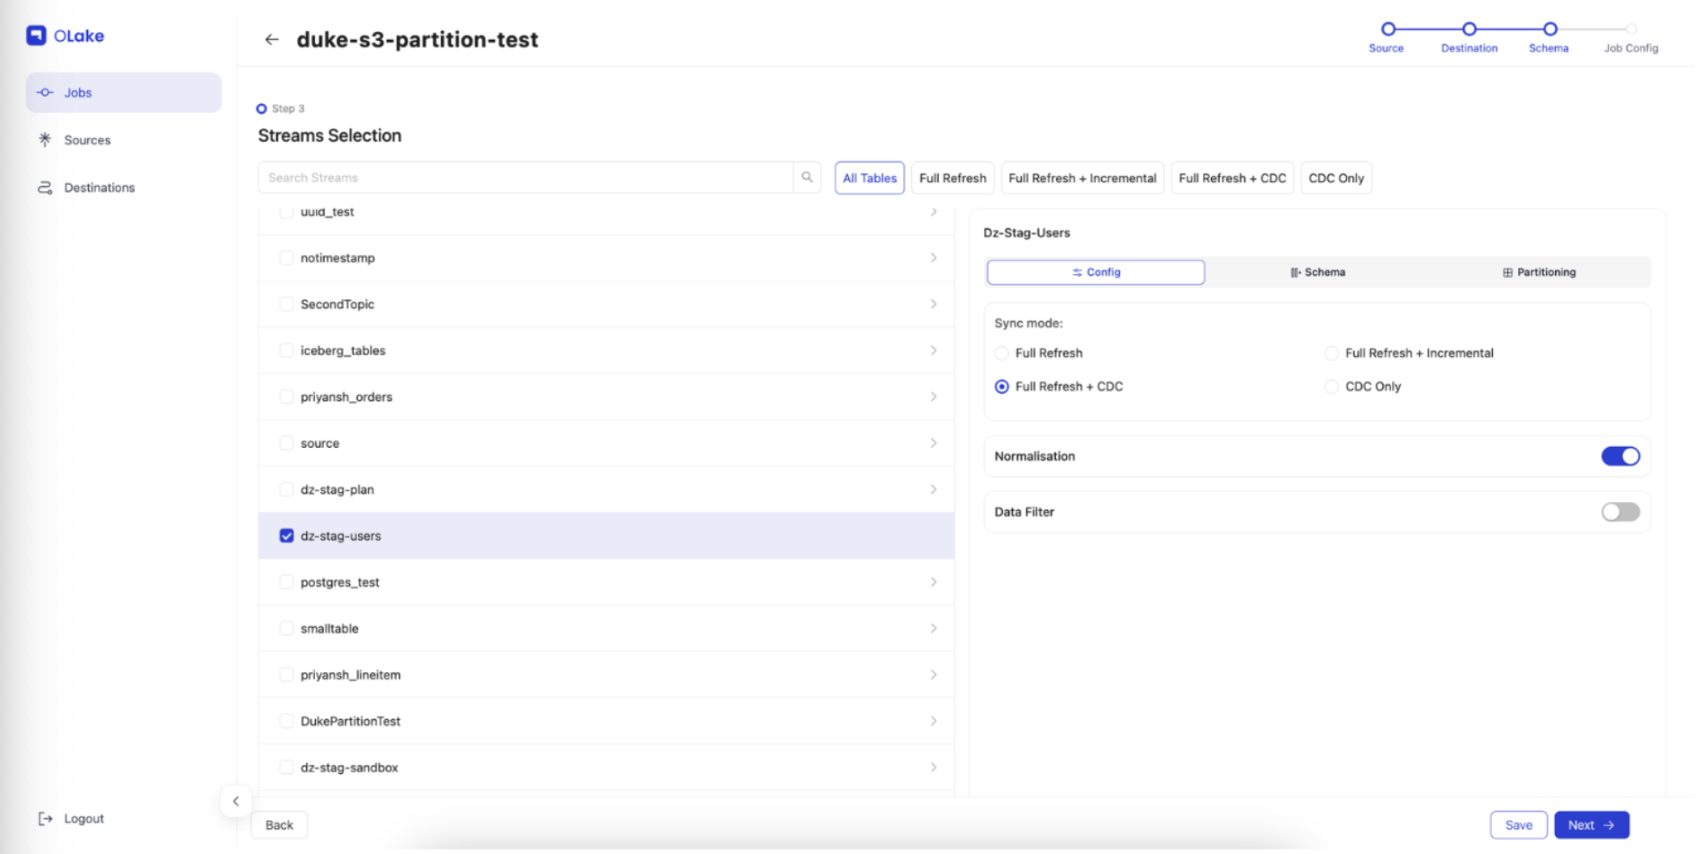 OLake
duke-s3-partition-test
Source
Destination
Schema
Job Config
Jobs
Sources
Destinations
Step 3
Streams Selection
Search Streams
All Tables
Full Refresh
Full Refresh + Incremental
Full Refresh + CDC
CDC Only
uuid_test
notimestamp
SecondTopic
iceberg_tables
priyansh_orders
source
dz-stag-plan
dz-stag-users
postgres_test
smalltable
priyansh_lineitem
DukePartitionTest
dz-stag-sandbox
Dz-Stag-Users
Config
Schema
Partitioning
Sync mode:
Full Refresh
Full Refresh + Incremental
Full Refresh + CDC
CDC Only
Normalisation
Data Filter
Logout
Back
Save
Next